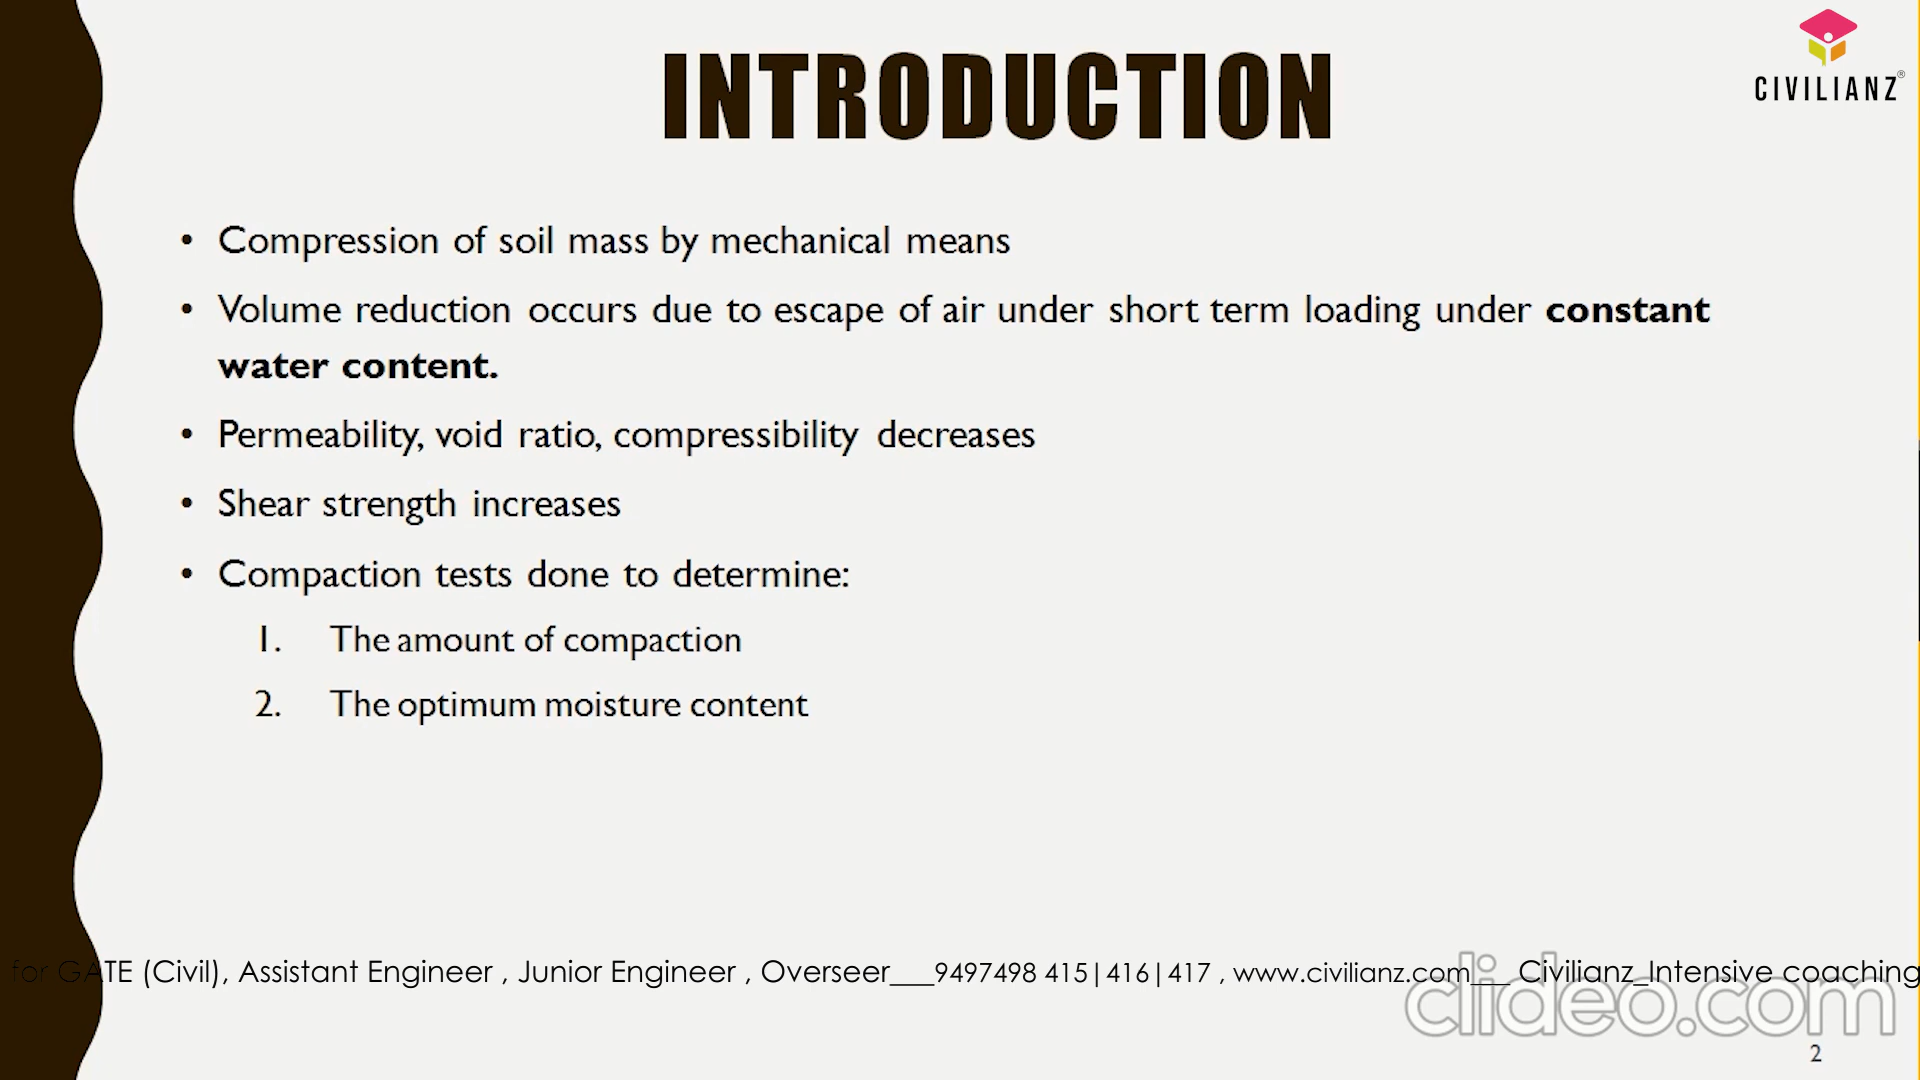 INTRODUCTION
CIVILIANZ®
• Compression of soil mass by mechanical means
• Volume reduction occurs due to escape of air under short term loading under constant
water content.
• Permeability, void ratio, compressibility decreases
• Shear strength increases
• Compaction tests done to determine:
1. The amount of compaction
2. The optimum moisture content
for GATE (Civil), Assistant Engineer , Junior Engineer , Overseer___9497498 415|416|417 , www.civilianz.com___ Civilianz_Intensive coaching
clideo.com
2